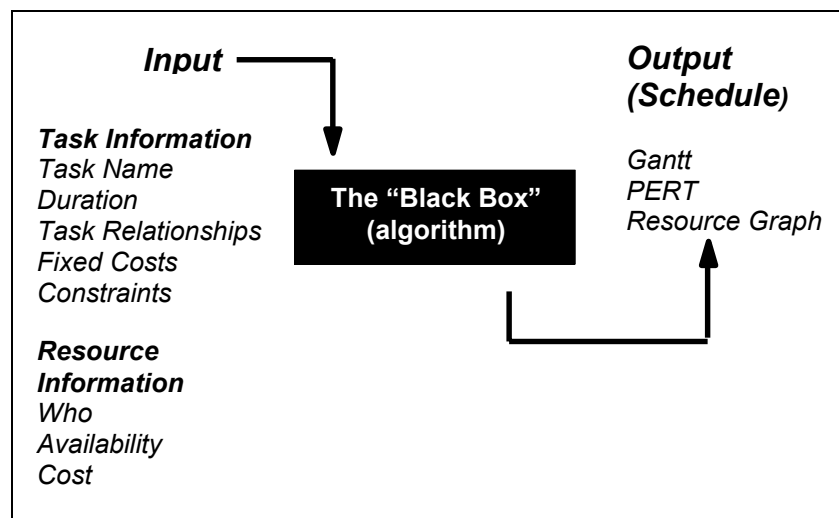 Input
Task Information
Task Name
Duration
Task Relationships
Fixed Costs
Constraints
Resource
Information
Who
Availability
Cost
The “Black Box”
(algorithm)
Output
(Schedule)
Gantt
PERT
Resource Graph